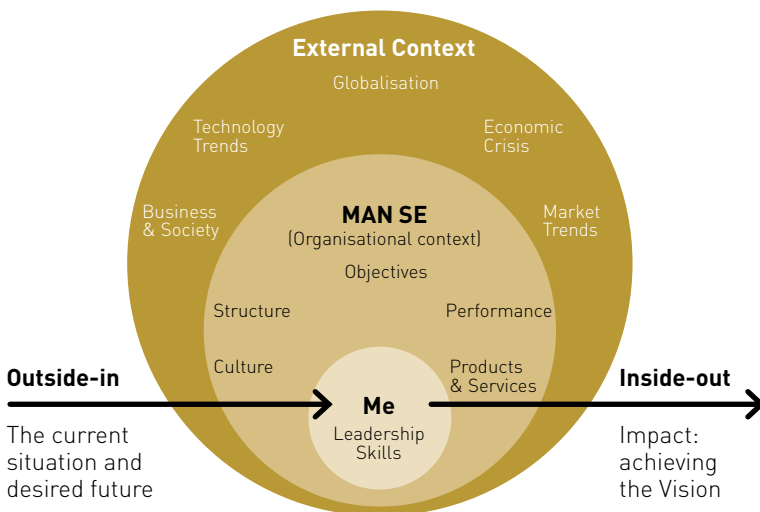 External Context
Globalisation
Technology
Trends
Economic
Crisis
Business
& Society
Market
Trends
MAN SE
(Organisational context)
Objectives
Structure
Performance
Culture
Products
& Services
Outside-in
The current
situation and
desired future
Me
Leadership
Skills
Inside-out
Impact:
achieving
the Vision